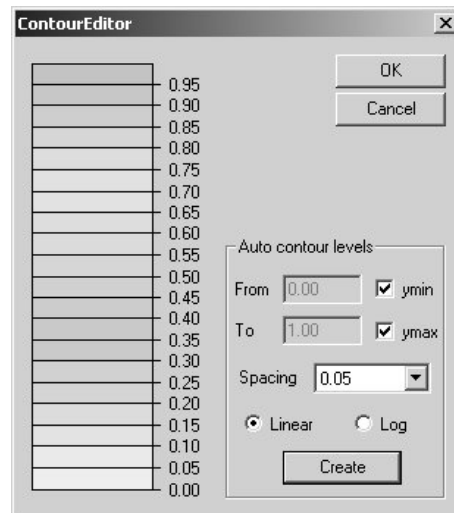 ContourEditor
OK
Cancel
0.95
0.90
0.85
0.80
0.75
0.70
0.65
0.60
0.55
0.50
0.45
0.40
0.35
0.30
0.25
0.20
0.15
0.10
0.05
0.00
Auto contour levels
From 0.00 ymin
To 1.00 ymax
Spacing 0.05
Linear Log
Create